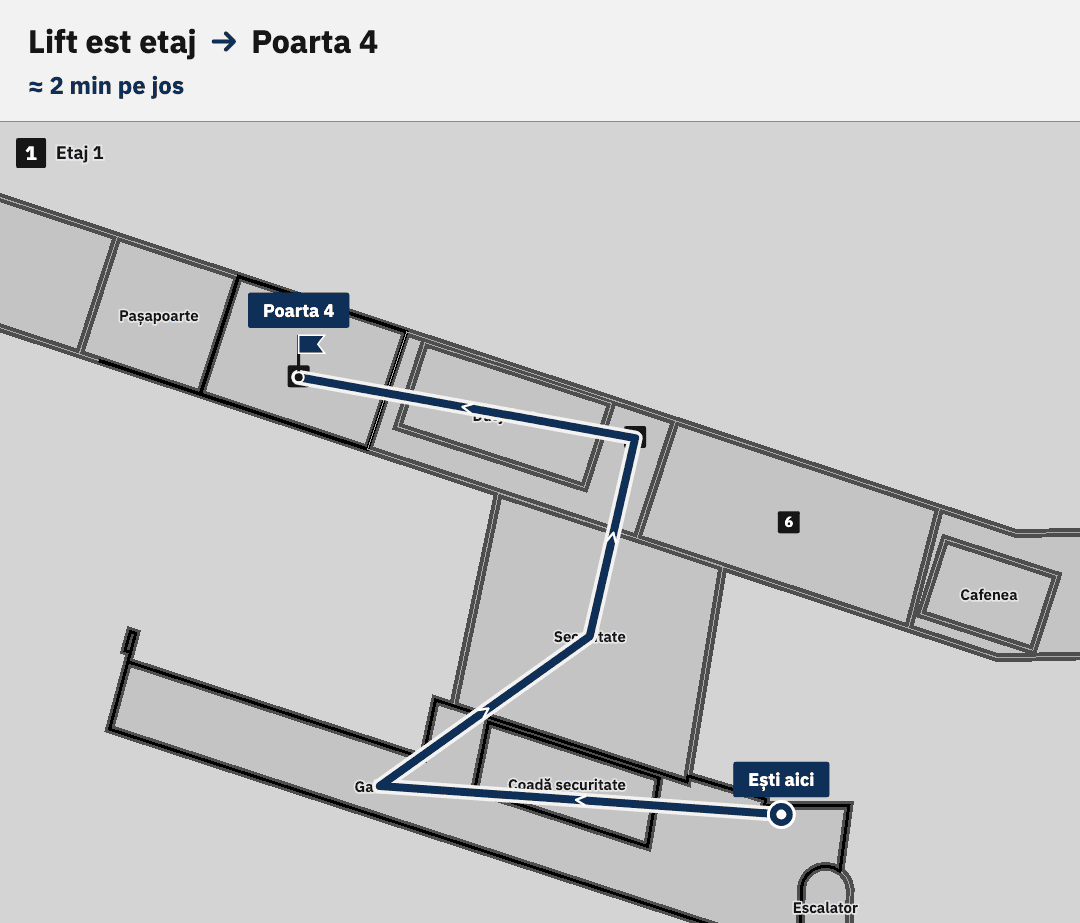 Lift est etaj → Poarta 4
≈ 2 min pe jos
1 Etaj 1
Pașapoarte
Poarta 4
6
Cafenea
Ești aici
Coadă securitate
Escalator